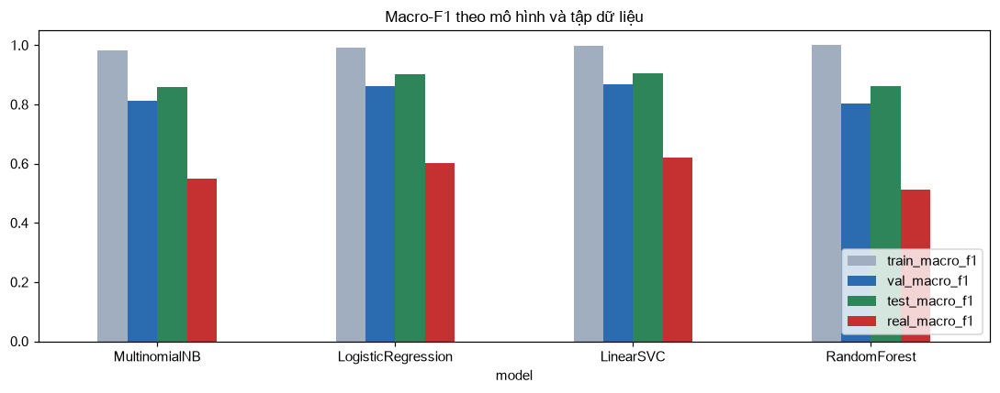 Macro-F1 theo mô hình và tập dữ liệu
1.0
0.8
0.6
0.4
0.2
0.0
train_macro_f1
val_macro_f1
test_macro_f1
real_macro_f1
MultinomialNB
LogisticRegression
LinearSVC
RandomForest
model